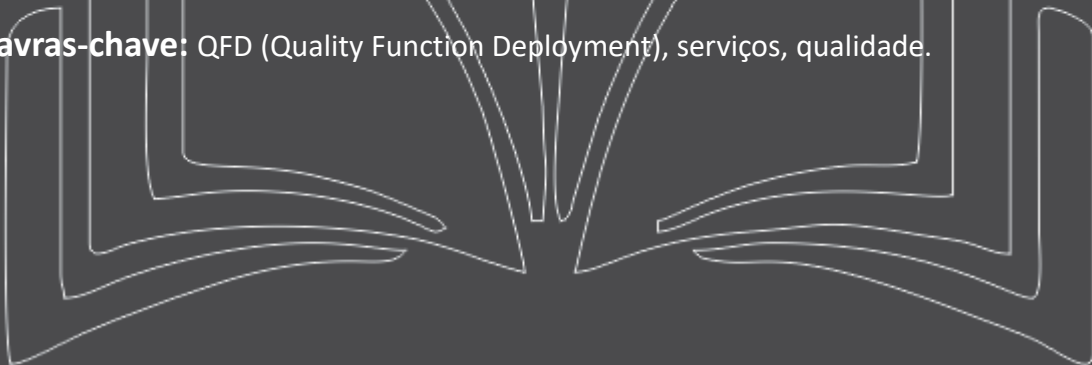 avras-chave: QFD (Quality Function Deployment), serviços, qualidade.